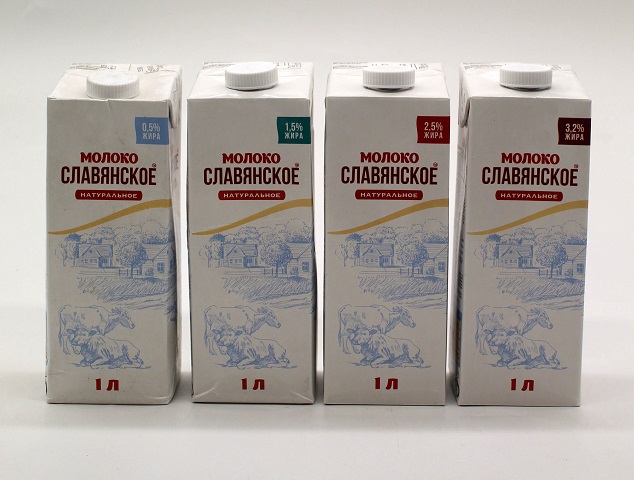 0,5%
ЖИРА
МОЛОКО
СЛАВЯНСКОЕ®
НАТУРАЛЬНОЕ
1 Л
1,5%
ЖИРА
МОЛОКО
СЛАВЯНСКОЕ®
НАТУРАЛЬНОЕ
1 Л
2,5%
ЖИРА
МОЛОКО
СЛАВЯНСКОЕ®
НАТУРАЛЬНОЕ
1 Л
3,2%
ЖИРА
МОЛОКО
СЛАВЯНСКОЕ®
НАТУРАЛЬНОЕ
1 Л